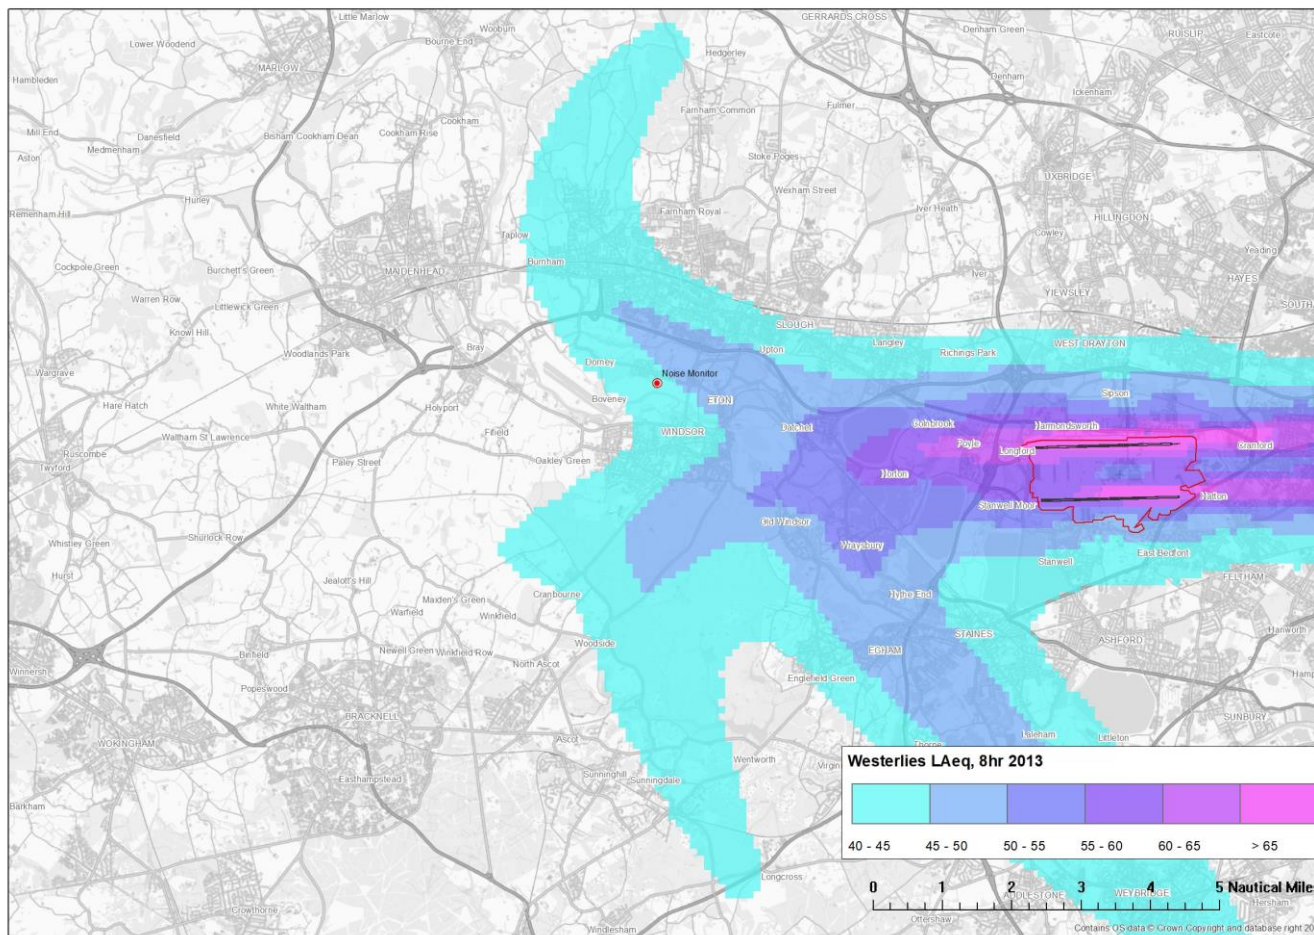 Little Marlow
Wooburn
GERRARDS CROSS
Denham Green
RUISLIP
Eastcote
Lower Woodend
Bourne End
Hedgerley
MARLOW
Denham
Hambleden
Ickenham
Farnham Common
Fulmer
Cookham
Mill End
Danesfield
Bisham
Cookham Dean
Cookham Rise
Medmenham
Aston
Stoke Poges
UXBRIDGE
Wexham Street
Hurley
Iver Heath
Remenham Hill
Farnham Royal
HILLINGDON
Cowley
Taplow
Yeading
Burnham
Cockpole Green
Burchett's Green
MAIDENHEAD
Iver
HAYES
Warren Row
Littlewick Green
YIEWSLEY
SOUTH
Knowl Hill
SLOUGH
Langley
WEST DRAYTON
Woodlands Park
Bray
Upton
Richings Park
Dorney
Wargrave
Noise Monitor
Hare Hatch
White Waltham
Holyport
Boveney
ETON
Sipson
Colnbrook
Harmondsworth
Datchet
Waltham St Lawrence
Fifield
WINDSOR
Poyle
Longford
Cranford
Ruscombe
Twyford
Paley Street
Oakley Green
Horton
Hatton
Stanwell Moor
Old Windsor
Shurlock Row
Whistley Green
Wraysbury
East Bedfont
Stanwell
FELTHAM
Hurst
Jealott's Hill
Cranbourne
Hythe End
Maiden's Green
Warfield
Winkfield
Hanworth
STAINES
ASHFORD
Woodside
Binfield
Newell Green
Winkfield Row
EGHAM
North Ascot
Winnersh
Englefield Green
Popeswood
BRACKNELL
SUNBURY
WOKINGHAM
Ascot
Laleham
Littleton
Thorpe
Wentworth
Easthampstead
Sunninghill
Sunningdale
Barkham
Longcross
Crowthorne
Windlesham
Westerlies LAeq, 8hr 2013
40 - 45 45 - 50 50 - 55 55 - 60 60 - 65 > 65
0 1 2 3 4 5 Nautical Mile
ADDLESTONE
WEYBRIDGE
Hersham
Ottershaw
Contains OS data © Crown Copyright and database right 2